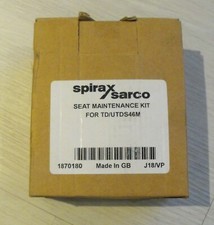 spirax
sarco
SEAT MAINTENANCE KIT
FOR TD/UTDS46M
1870180 Made In GB J18/VP